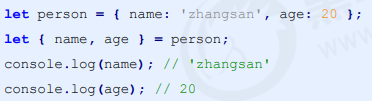 let person = { name: 'zhangsan', age: 20 };
let { name, age } = person;
console.log(name); // 'zhangsan'
console.log(age); // 20